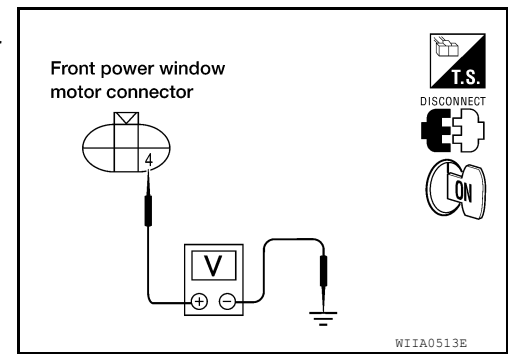 Front power window
motor connector
T.S.
DISCONNECT
4
ON
V
+ −
WIIA0513E